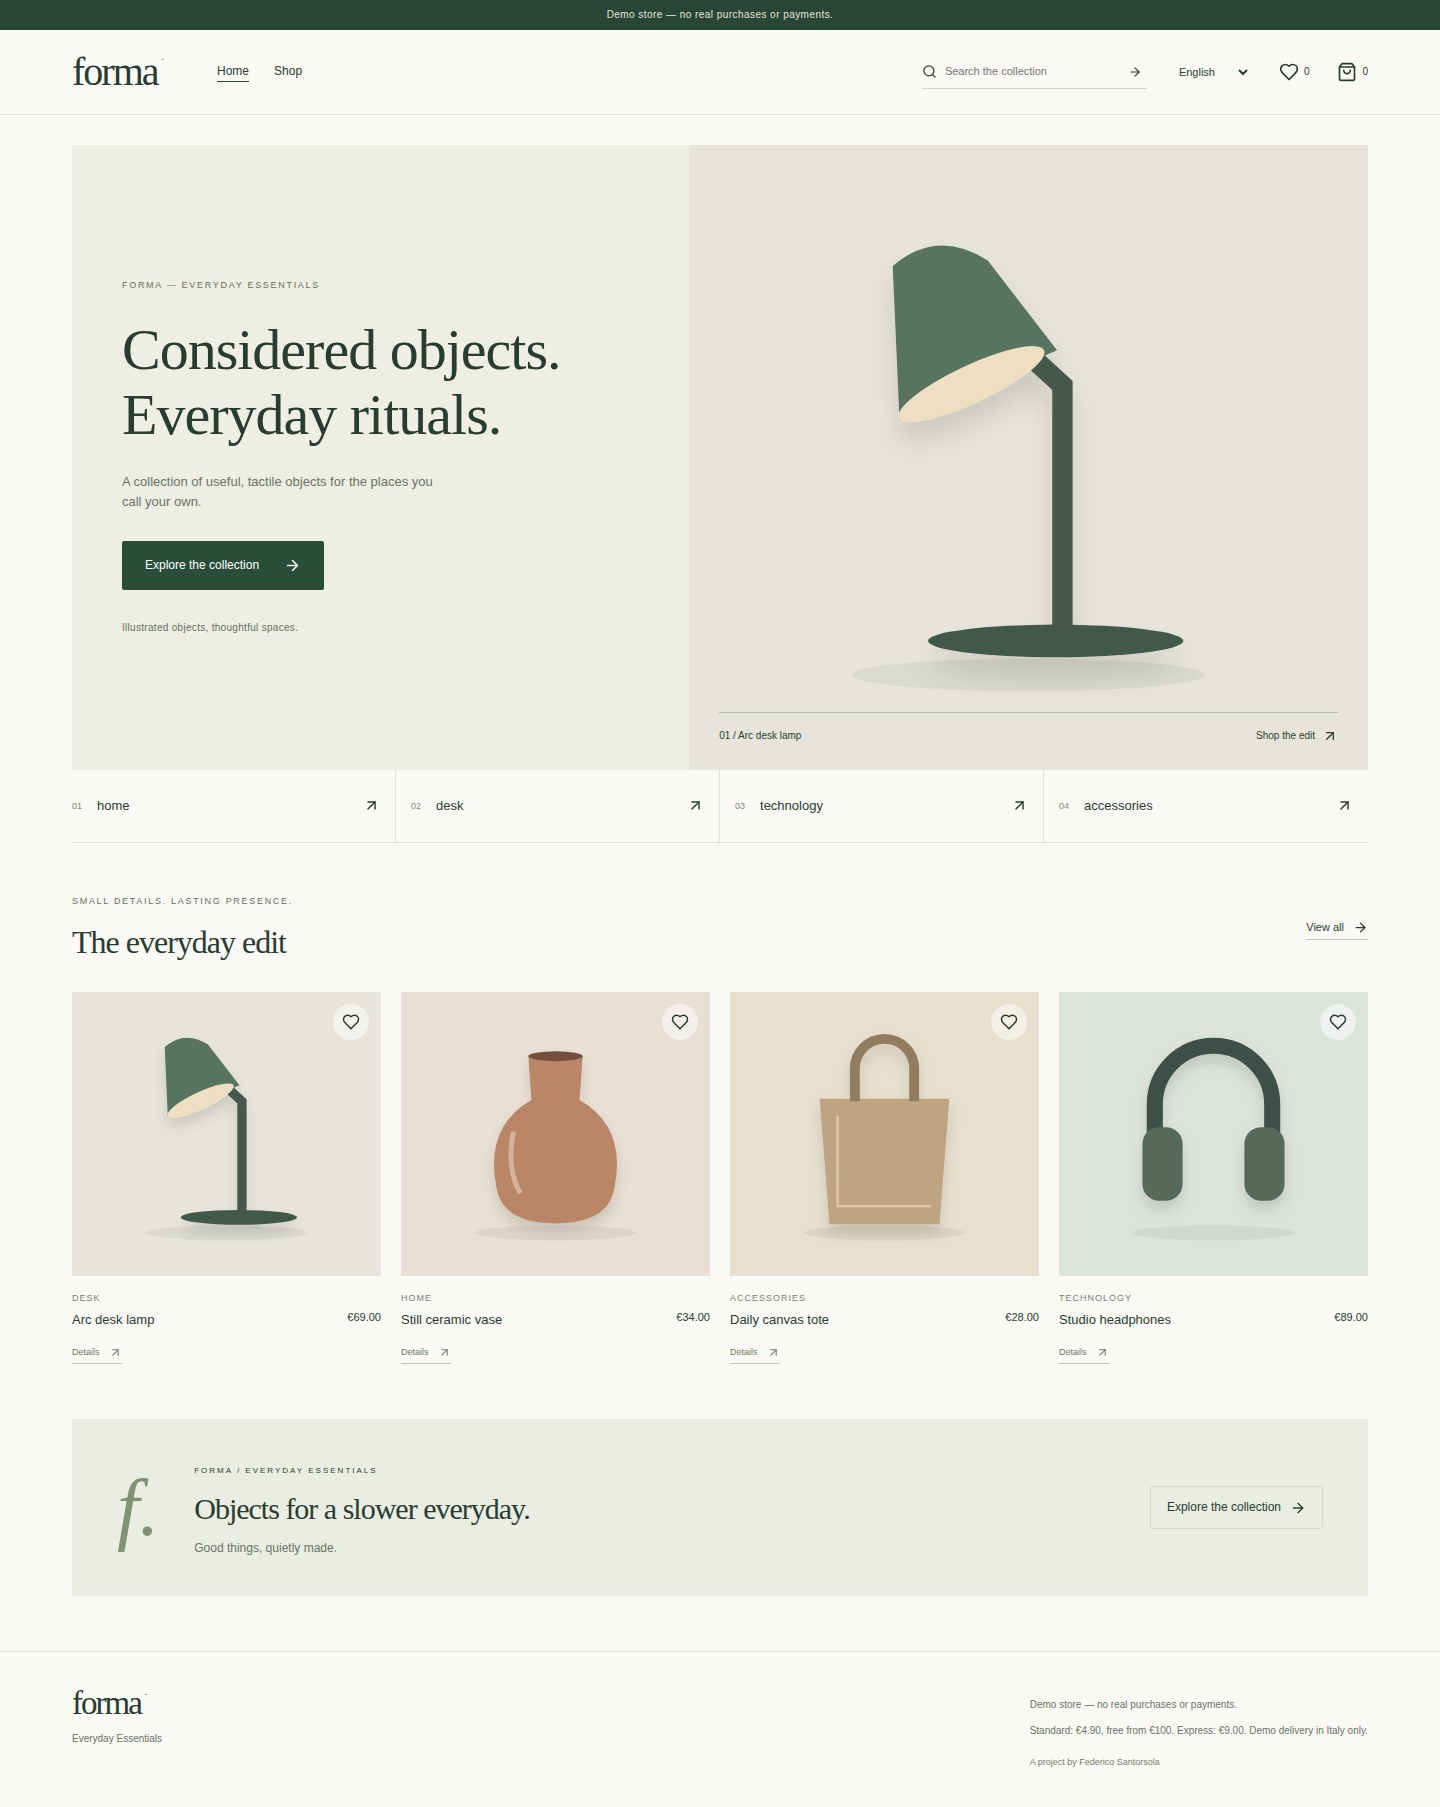 Demo store — no real purchases or payments.
forma
Home
Shop
Search the collection
English
0
0
FORMA — EVERYDAY ESSENTIALS
Considered objects.
Everyday rituals.
A collection of useful, tactile objects for the places you
call your own.
Explore the collection
Illustrated objects, thoughtful spaces.
01 / Arc desk lamp
Shop the edit
01 home
02 desk
03 technology
04 accessories
SMALL DETAILS. LASTING PRESENCE.
The everyday edit
View all
DESK
Arc desk lamp
€69.00
Details
HOME
Still ceramic vase
€34.00
Details
ACCESSORIES
Daily canvas tote
€28.00
Details
TECHNOLOGY
Studio headphones
€89.00
Details
f.
FORMA / EVERYDAY ESSENTIALS
Objects for a slower everyday.
Good things, quietly made.
Explore the collection
forma
Everyday Essentials
Demo store — no real purchases or payments.
Standard: €4.90, free from €100. Express: €9.00. Demo delivery in Italy only.
A project by Federico Santorsola